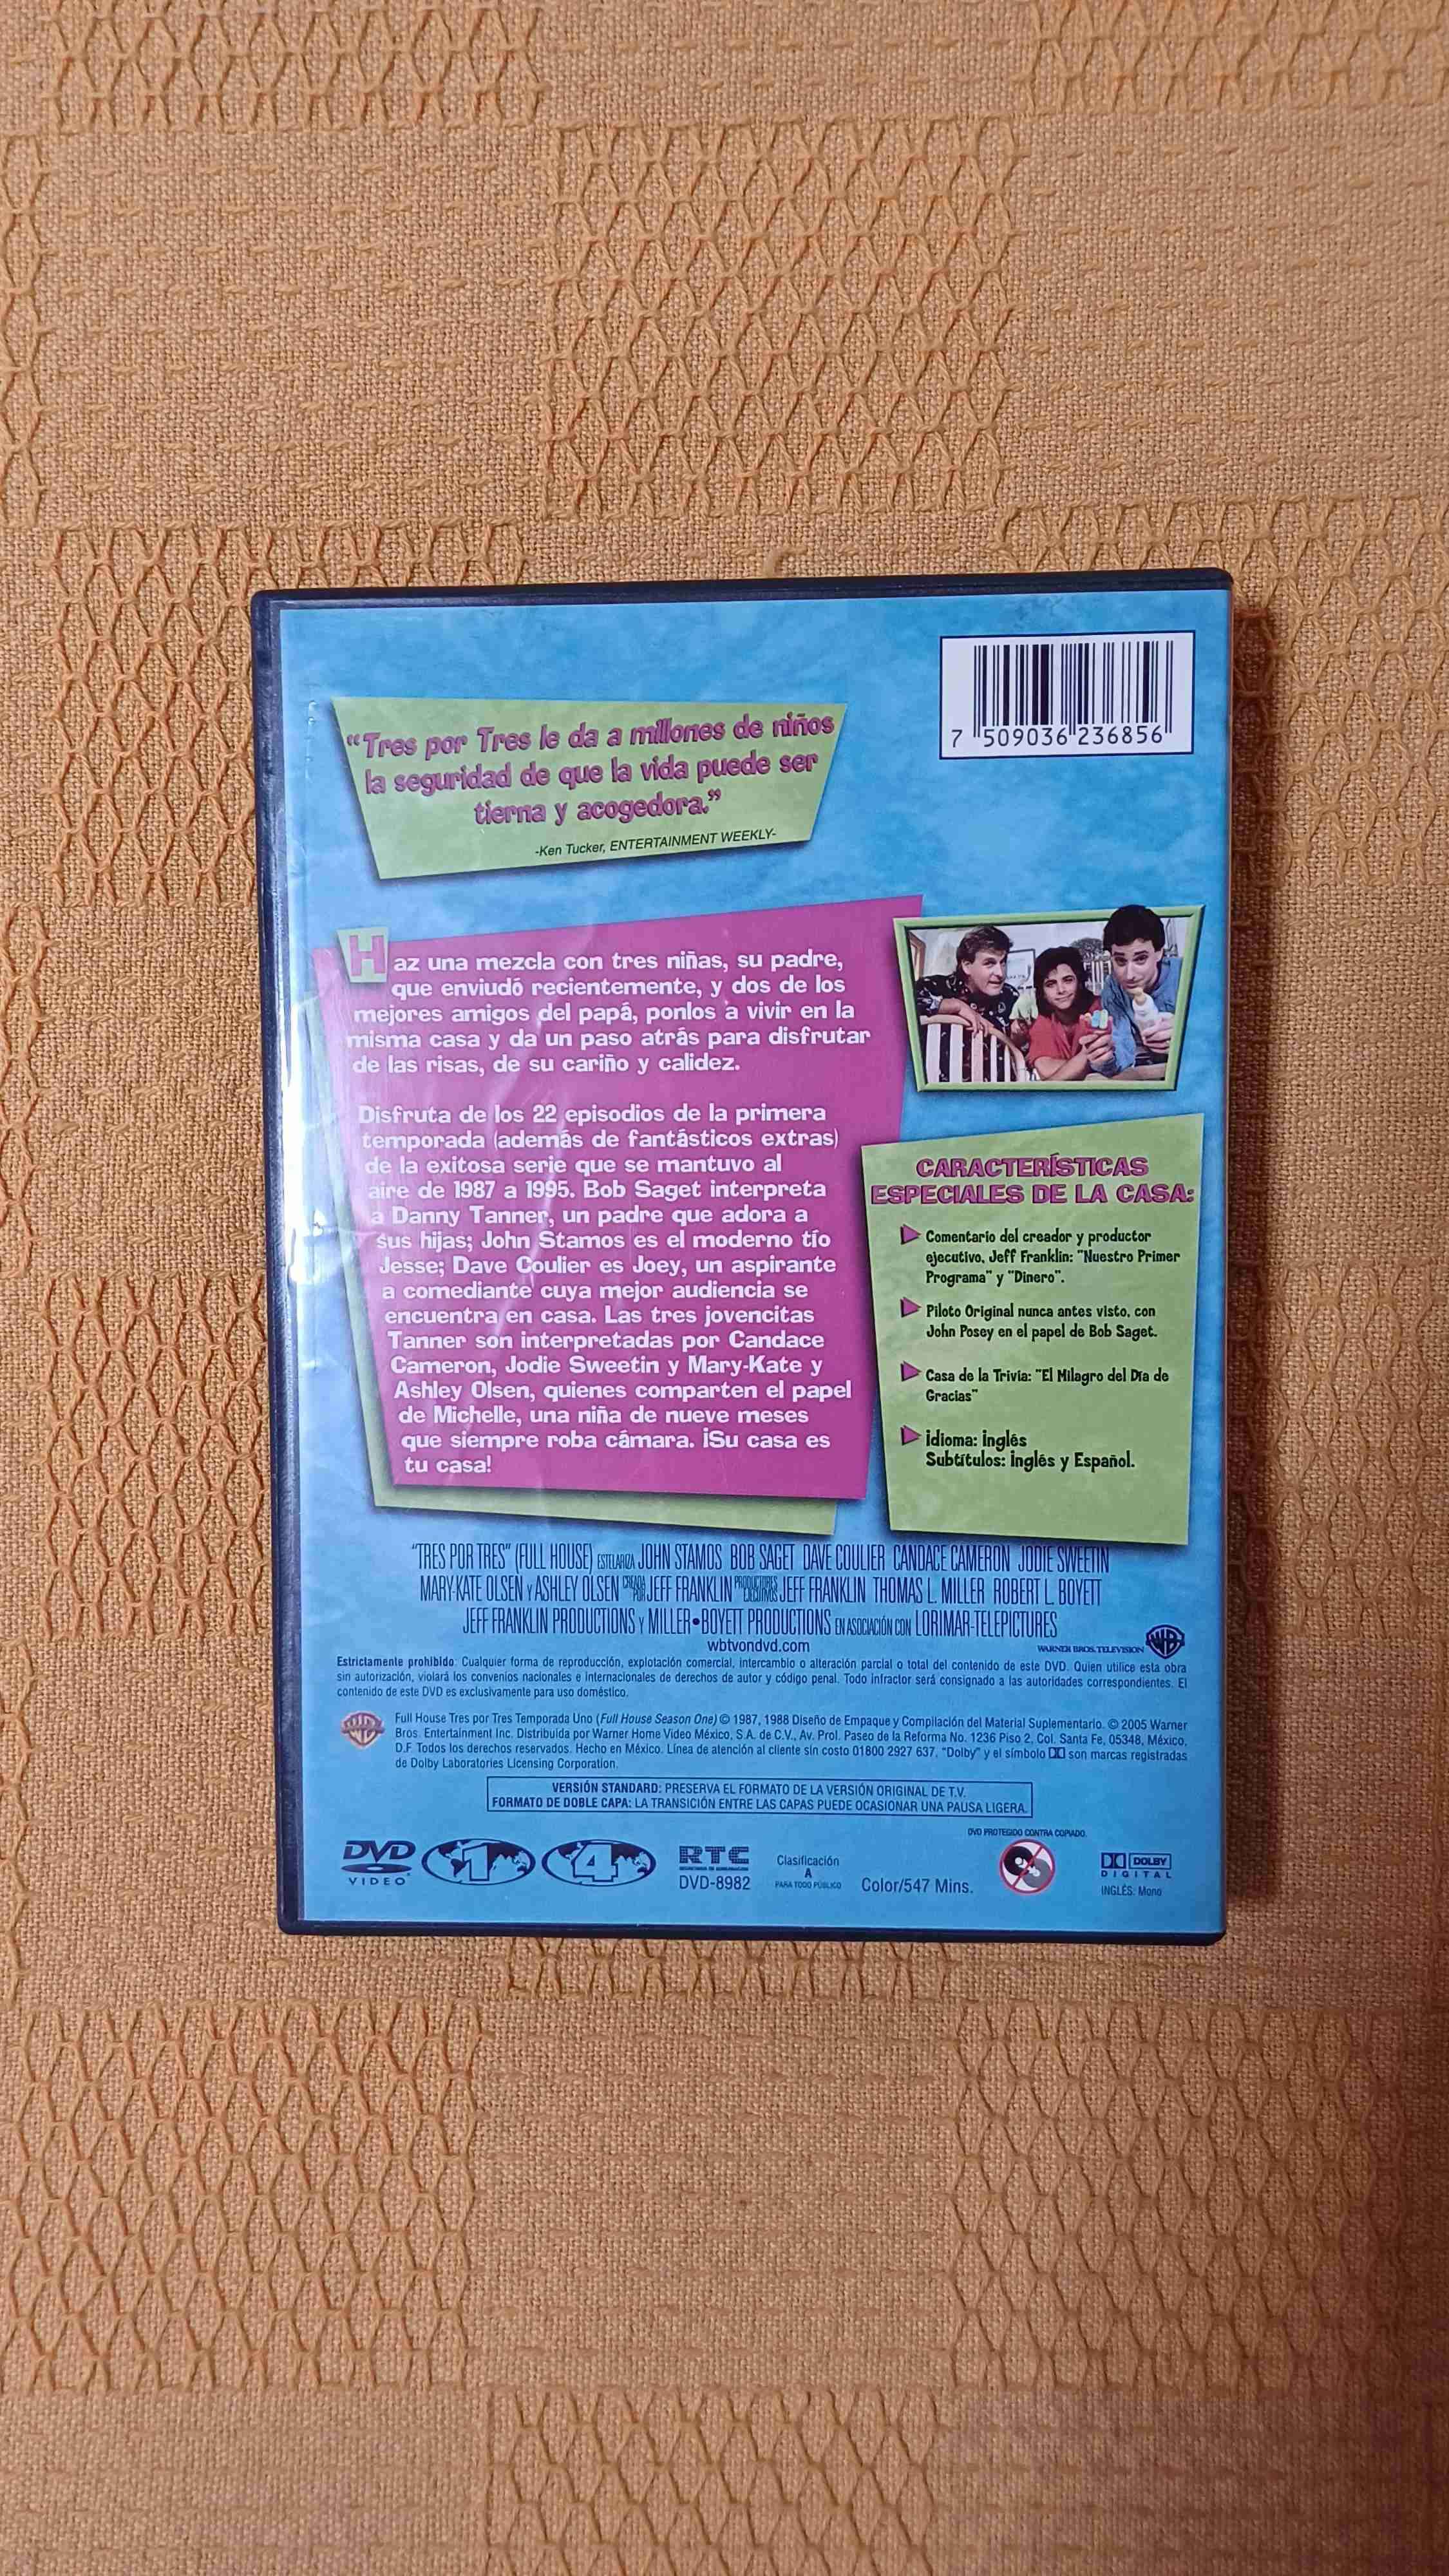 7 509036 236856
“Tres por Tres le da a millones de niños
la seguridad de que la vida puede ser
tierna y acogedora.”
-Ken Tucker, ENTERTAINMENT WEEKLY-
Haz una mezcla con tres niñas, su padre,
que enviudó recientemente, y dos de los
mejores amigos del papá, ponlos a vivir en la
misma casa y da un paso atrás para disfrutar
de las risas, de su cariño y calidez.
Disfruta de los 22 episodios de la primera
temporada (además de fantásticos extras)
de la exitosa serie que se mantuvo al
aire de 1987 a 1995. Bob Saget interpreta
a Danny Tanner, un padre que adora a
sus hijas; John Stamos es el moderno tío
Jesse; Dave Coulier es Joey, un aspirante
a comediante cuya mejor audiencia se
encuentra en casa. Las tres jovencitas
Tanner son interpretadas por Candace
Cameron, Jodie Sweetin y Mary-Kate y
Ashley Olsen, quienes comparten el papel
de Michelle, una niña de nueve meses
que siempre roba cámara. ¡Su casa es
tu casa!
CARACTERÍSTICAS
ESPECIALES DE LA CASA:
Comentario del creador y productor
ejecutivo, Jeff Franklin: "Nuestro Primer
Programa" y "Dinero".
Piloto Original nunca antes visto, con
John Posey en el papel de Bob Saget.
Casa de la Trivia: "El Milagro del Día de
Gracias"
Idioma: Inglés
Subtítulos: Inglés y Español.
“TRES POR TRES” (FULL HOUSE) ESTELARIZA JOHN STAMOS BOB SAGET DAVE COULIER CANDACE CAMERON JODIE SWEETIN
MARY-KATE OLSEN Y ASHLEY OLSEN CREADA POR JEFF FRANKLIN PRODUCTORES EJECUTIVOS JEFF FRANKLIN THOMAS L. MILLER ROBERT L. BOYETT
JEFF FRANKLIN PRODUCTIONS Y MILLER•BOYETT PRODUCTIONS EN ASOCIACIÓN CON LORIMAR-TELEPICTURES
wbtvondvd.com
WARNER BROS. TELEVISION
Estrictamente prohibido: Cualquier forma de reproducción, explotación comercial, intercambio o alteración parcial o total del contenido de este DVD. Quien utilice esta obra
sin autorización, violará los convenios nacionales e internacionales de derechos de autor y código penal. Todo infractor será consignado a las autoridades correspondientes. El
contenido de este DVD es exclusivamente para uso doméstico.
Full House Tres por Tres Temporada Uno (Full House Season One) © 1987, 1988 Diseño de Empaque y Compilación del Material Suplementario. © 2005 Warner
Bros. Entertainment Inc. Distribuida por Warner Home Video México, S.A. de C.V., Av. Prol. Paseo de la Reforma No. 1236 Piso 2, Col. Santa Fe, 05348, México,
D.F. Todos los derechos reservados. Hecho en México. Línea de atención al cliente sin costo 01800 2927 637, "Dolby" y el símbolo son marcas registradas
de Dolby Laboratories Licensing Corporation.
VERSIÓN STANDARD: PRESERVA EL FORMATO DE LA VERSIÓN ORIGINAL DE T.V.
FORMATO DE DOBLE CAPA: LA TRANSICIÓN ENTRE LAS CAPAS PUEDE OCASIONAR UNA PAUSA LIGERA.
DVD
VIDEO
1
4
RTC
DVD-8982
Clasificación
A
PARA TODO PÚBLICO
Color/547 Mins.
DVD PROTEGIDO CONTRA COPIADO.
DOLBY
DIGITAL
INGLÉS: Mono